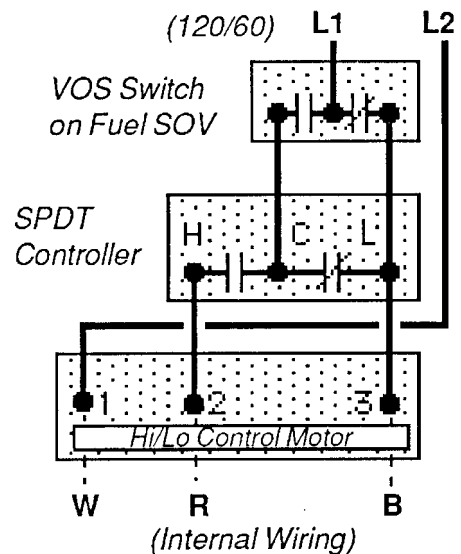 (120/60) L1 L2
VOS Switch
on Fuel SOV
SPDT
Controller
H C L
1 2 3
Hi/Lo Control Motor
W R B
(Internal Wiring)